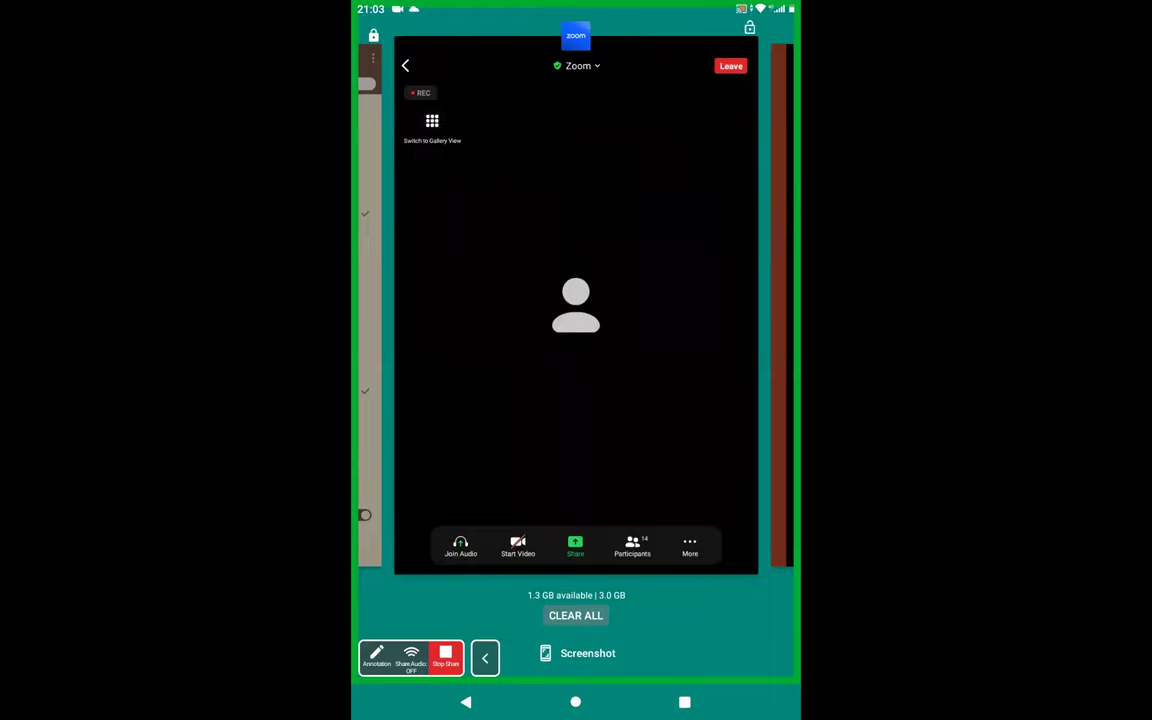 21:03
zoom
Zoom
Leave
REC
Switch to Gallery View
Join Audio
Start Video
Share
Participants
14
More
1.3 GB available | 3.0 GB
CLEAR ALL
Annotation
Share Audio: OFF
Stop Share
Screenshot